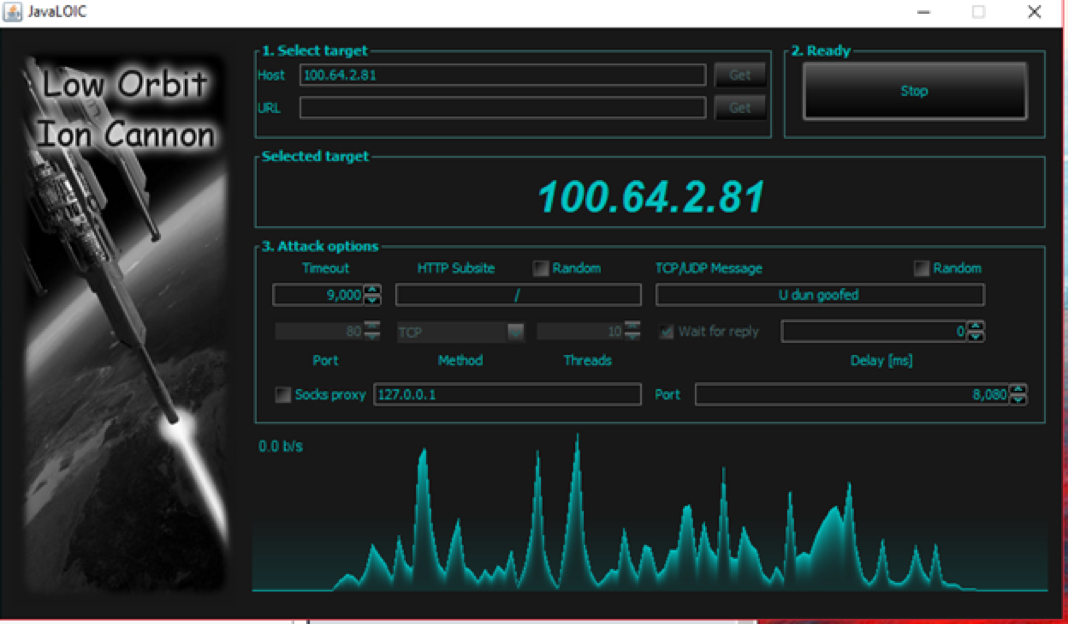 JavaLOIC
Low Orbit
Ion Cannon
1. Select target
Host 100.64.2.81 Get
URL Get
2. Ready
Stop
Selected target
100.64.2.81
3. Attack options
Timeout HTTP Subsite Random TCP/UDP Message Random
9,000 / U dun goofed
80 TCP 10 Wait for reply 0
Port Method Threads Delay [ms]
Socks proxy 127.0.0.1 Port 8,080
0.0 b/s